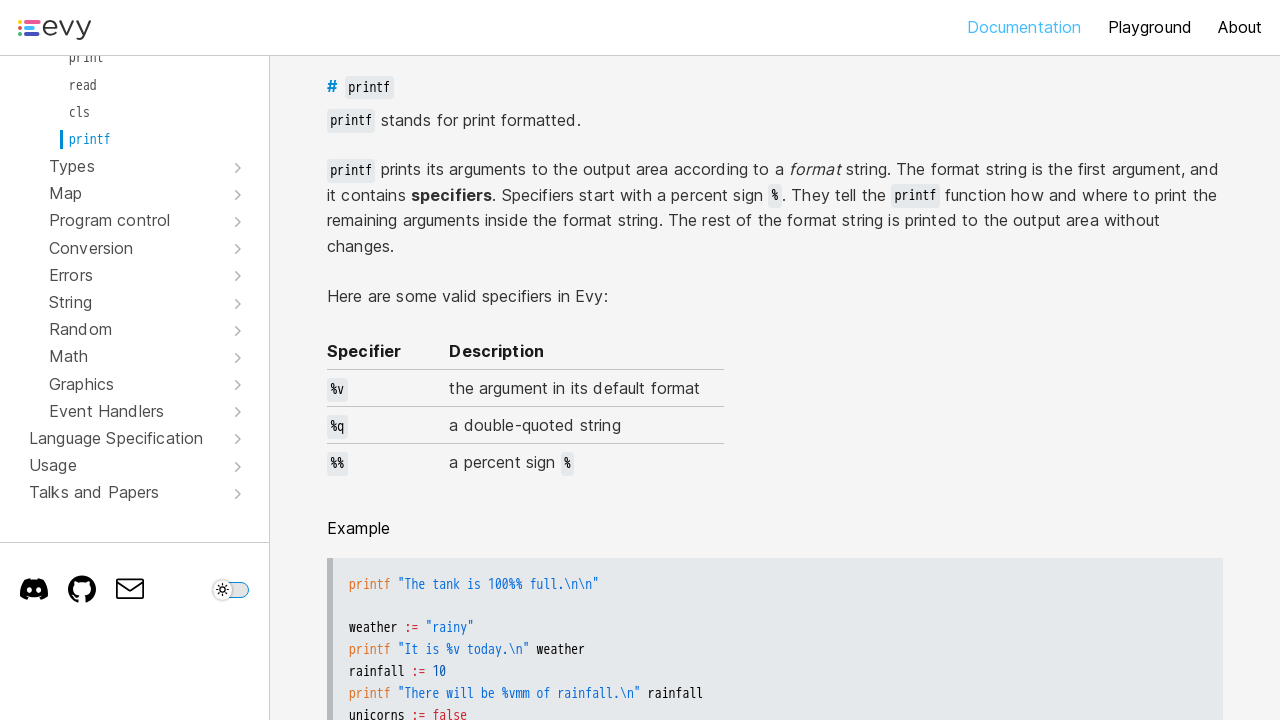 evy
Documentation
Playground
About
print
read
cls
printf
Types
Map
Program control
Conversion
Errors
String
Random
Math
Graphics
Event Handlers
Language Specification
Usage
Talks and Papers
# printf
printf stands for print formatted.
printf prints its arguments to the output area according to a format string. The format string is the first argument, and
it contains specifiers. Specifiers start with a percent sign %. They tell the printf function how and where to print the
remaining arguments inside the format string. The rest of the format string is printed to the output area without
changes.
Here are some valid specifiers in Evy:
Specifier Description
%v the argument in its default format
%q a double-quoted string
%% a percent sign %
Example
printf "The tank is 100%% full.\n\n"
weather := "rainy"
printf "It is %v today.\n" weather
rainfall := 10
printf "There will be %vmm of rainfall.\n" rainfall
unicorns := false